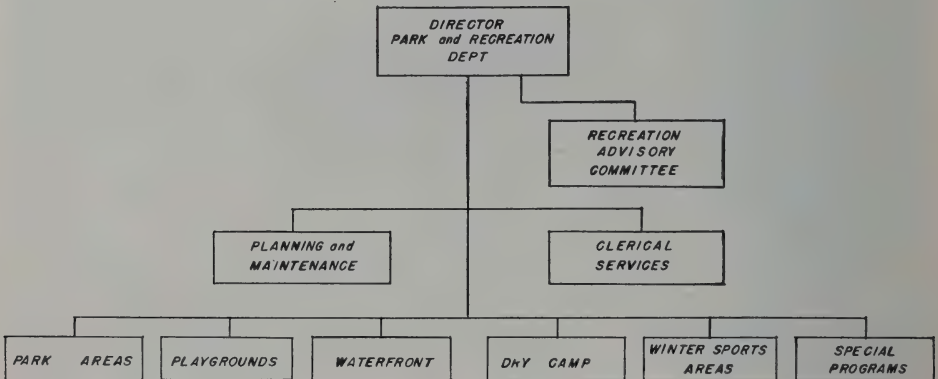 DIRECTOR
PARK and RECREATION
DEPT
RECREATION
ADVISORY
COMMITTEE
PLANNING and
MAINTENANCE
CLERICAL
SERVICES
PARK AREAS
PLAYGROUNDS
WATERFRONT
DAY CAMP
WINTER SPORTS
AREAS
SPECIAL
PROGRAMS